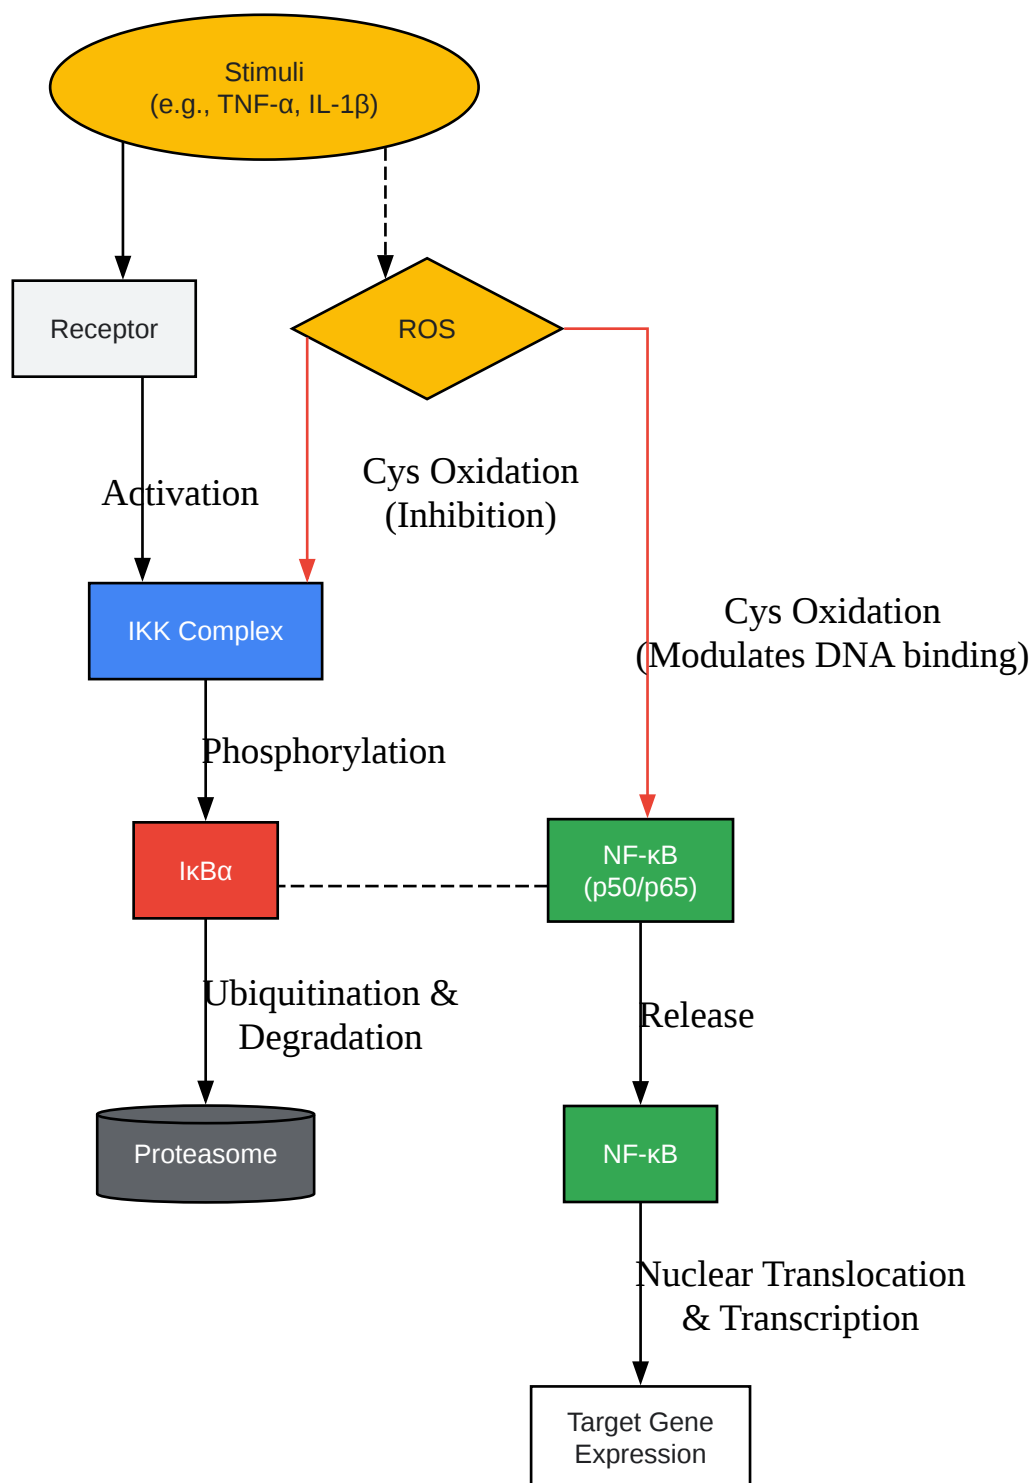 Stimuli
(e.g., TNF-α, IL-1β)
Receptor
ROS
Activation
Cys Oxidation
(Inhibition)
IKK Complex
Cys Oxidation
(Modulates DNA binding)
Phosphorylation
IκBα
NF-κB
(p50/p65)
Ubiquitination &
Degradation
Release
Proteasome
NF-κB
Nuclear Translocation
& Transcription
Target Gene
Expression